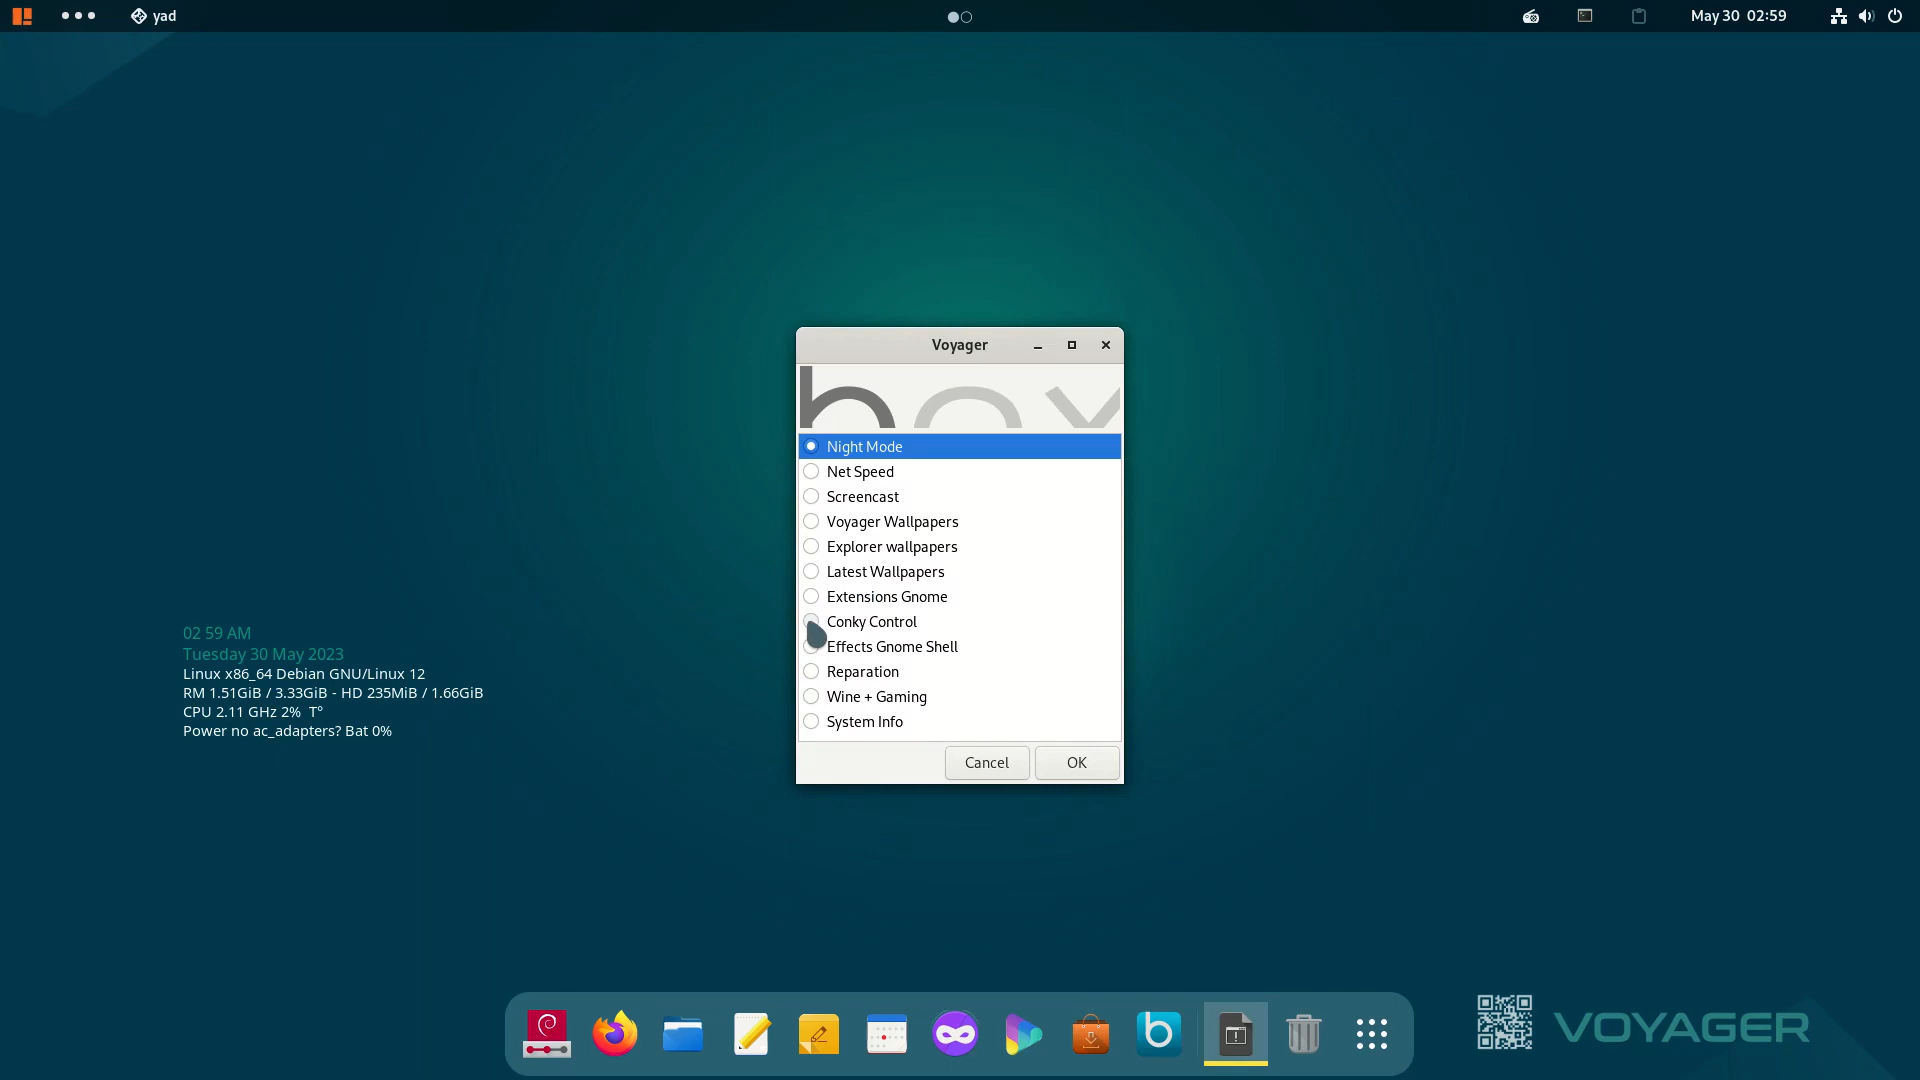 yad
May 30 02:59
Voyager
box
Night Mode
Net Speed
Screencast
Voyager Wallpapers
Explorer wallpapers
Latest Wallpapers
Extensions Gnome
Conky Control
Effects Gnome Shell
Reparation
Wine + Gaming
System Info
Cancel
OK
02 59 AM
Tuesday 30 May 2023
Linux x86_64 Debian GNU/Linux 12
RM 1.51GiB / 3.33GiB - HD 235MiB / 1.66GiB
CPU 2.11 GHz 2% T°
Power no ac_adapters? Bat 0%
b
VOYAGER